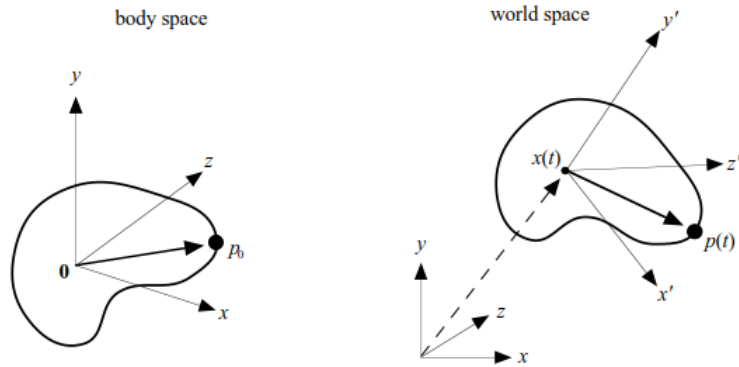 body space
world space
y
z
0
p₀
x
y′
x(t)
z′
p(t)
x′
y
z
x